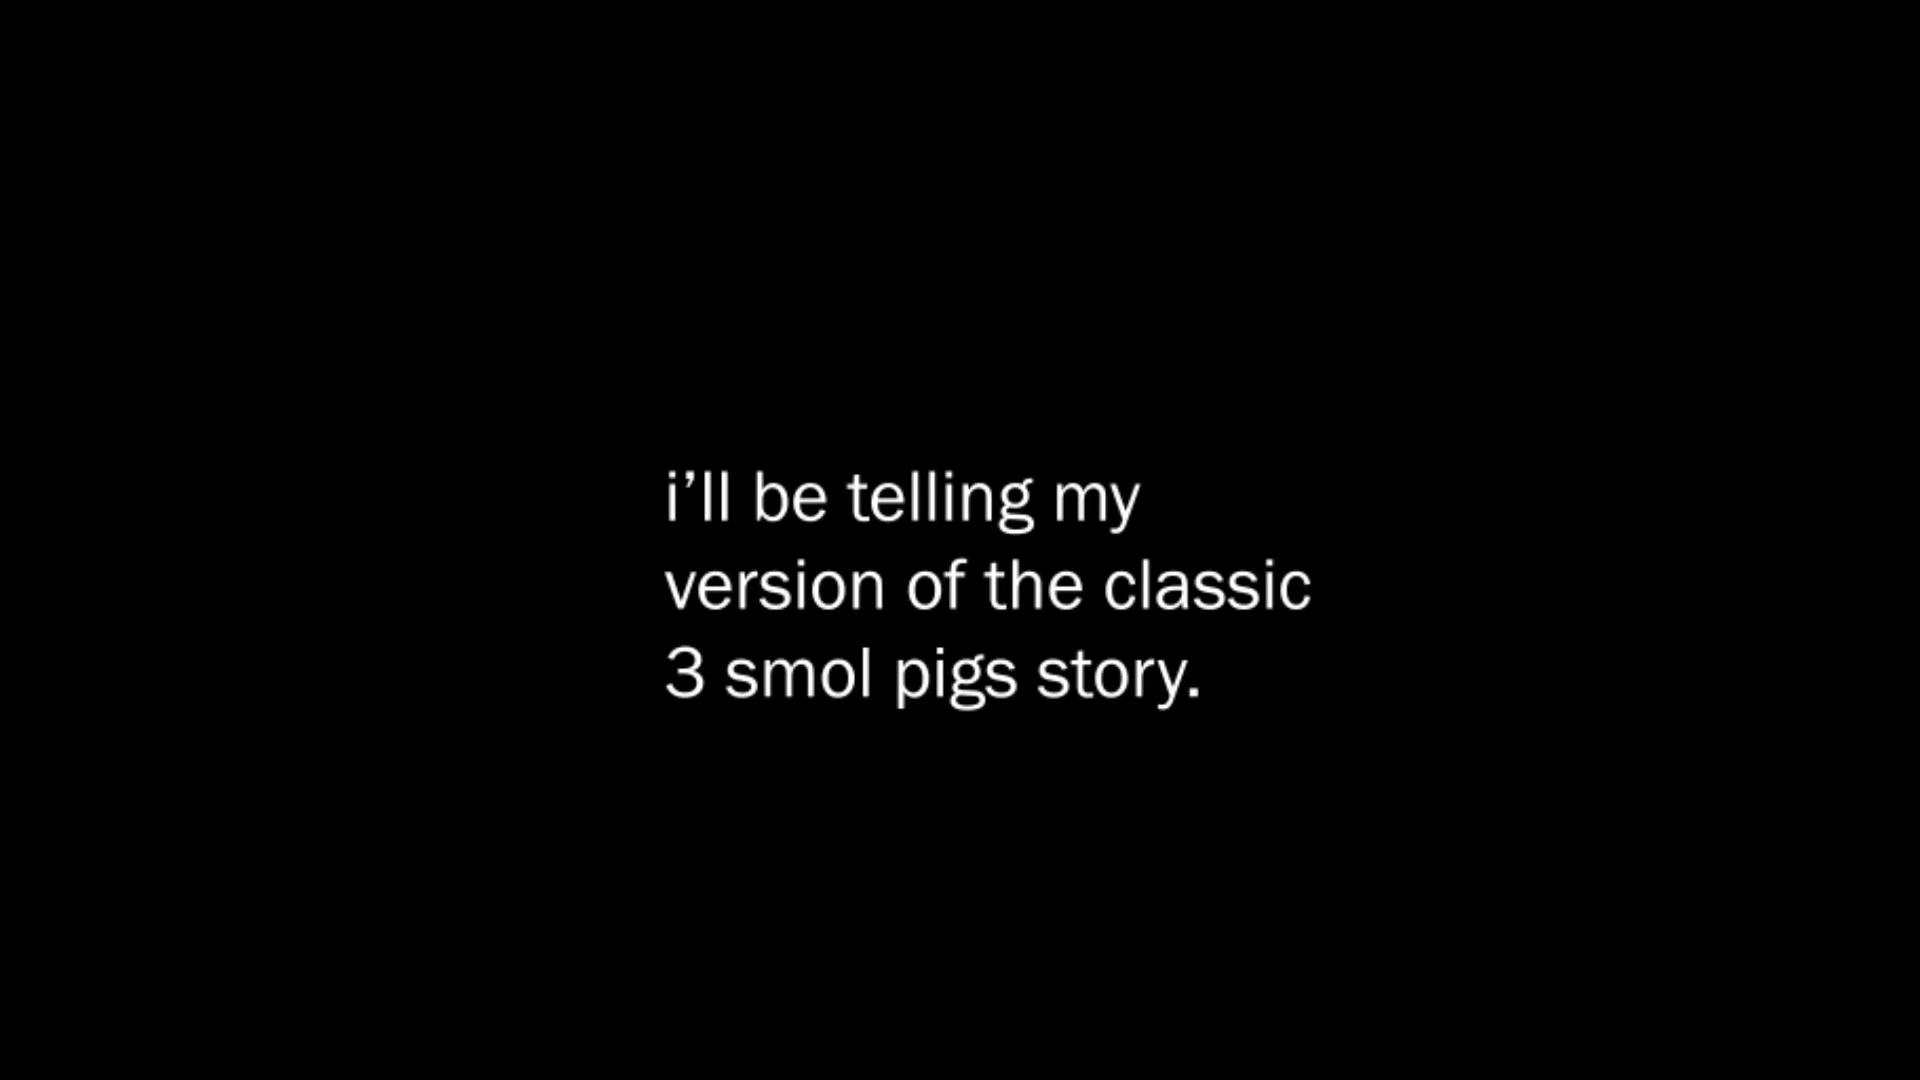 i’ll be telling my
version of the classic
3 smol pigs story.